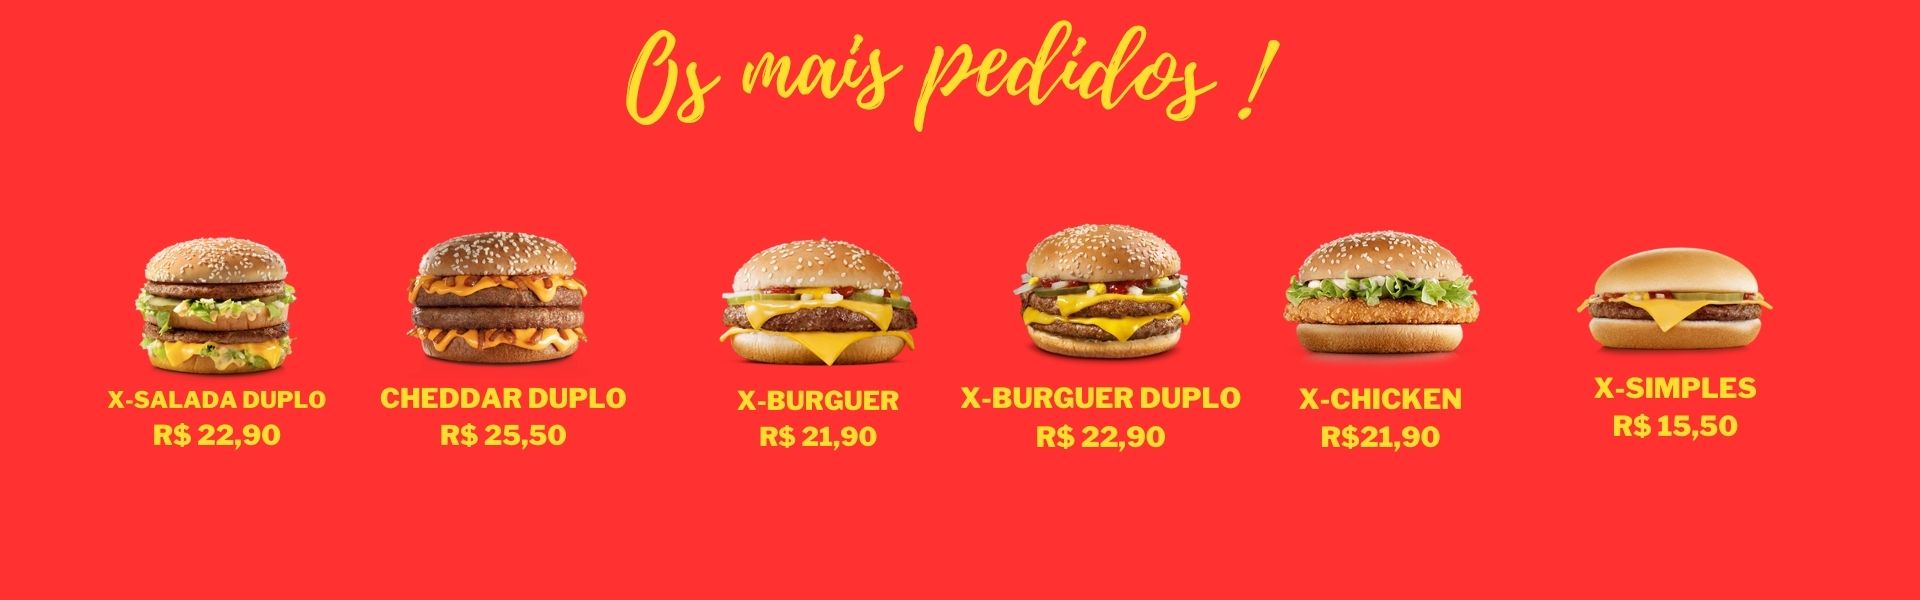 Os mais pedidos !
X-SALADA DUPLO
R$ 22,90
CHEDDAR DUPLO
R$ 25,50
X-BURGUER
R$ 21,90
X-BURGUER DUPLO
R$ 22,90
X-CHICKEN
R$21,90
X-SIMPLES
R$ 15,50